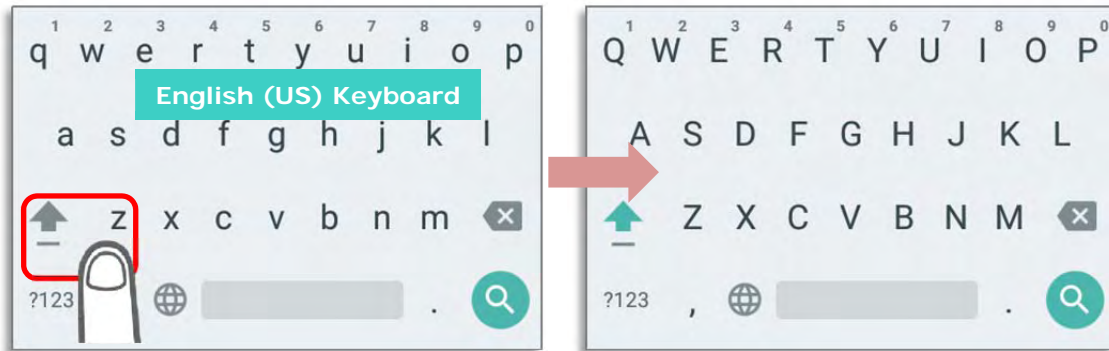 1 2 3 4 5 6 7 8 9 0
q w e r t y u i o p
English (US) Keyboard
a s d f g h j k l
z x c v b n m
?123 .
1 2 3 4 5 6 7 8 9 0
Q W E R T Y U I O P
A S D F G H J K L
Z X C V B N M
?123 , .